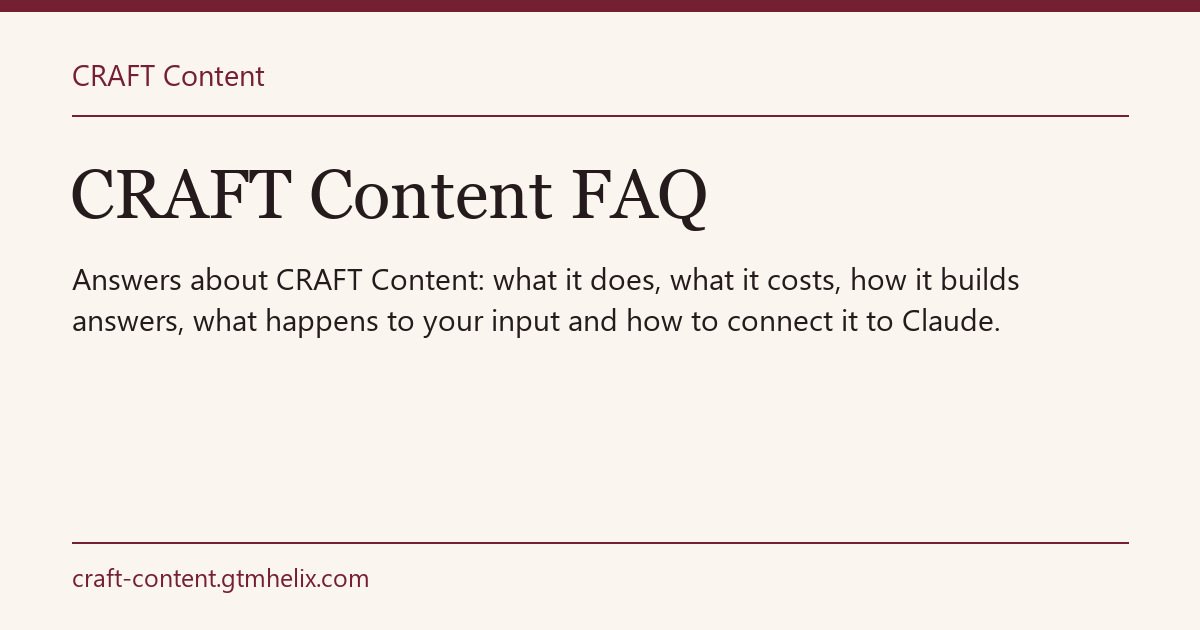 CRAFT Content
CRAFT Content FAQ
Answers about CRAFT Content: what it does, what it costs, how it builds
answers, what happens to your input and how to connect it to Claude.
craft-content.gtmhelix.com